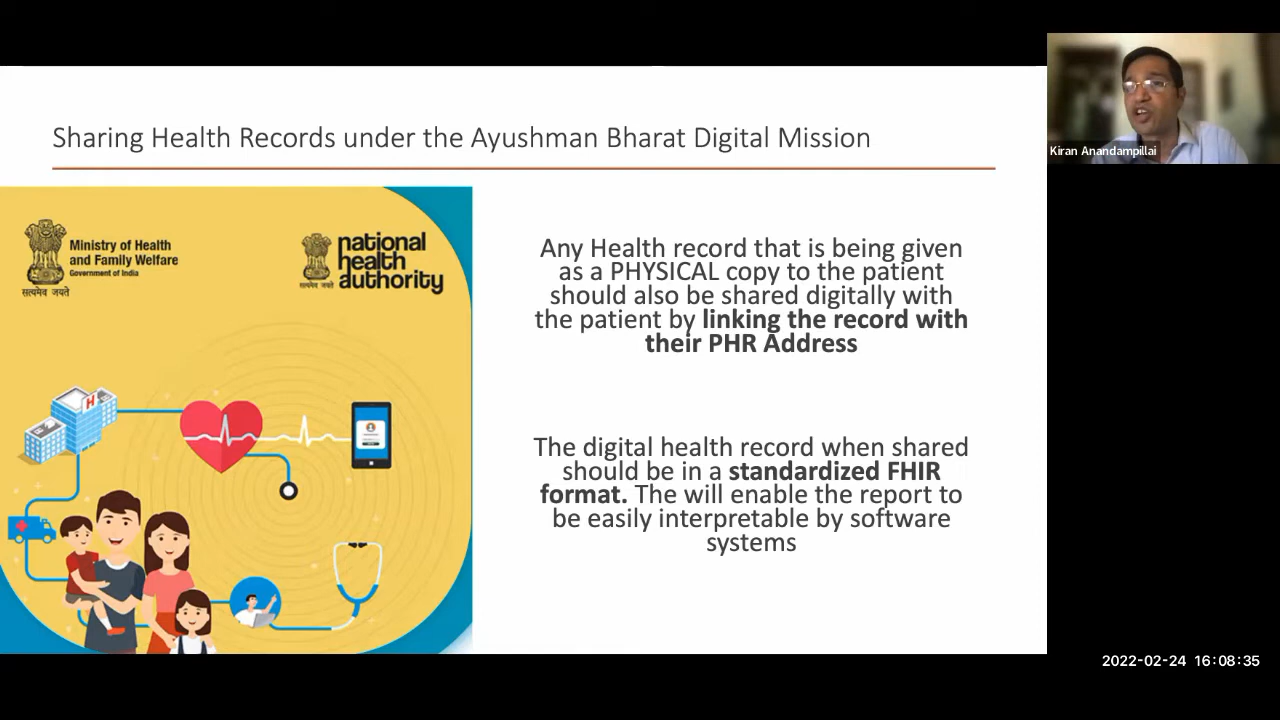 Sharing Health Records under the Ayushman Bharat Digital Mission
Ministry of Health
and Family Welfare
Government of India
सत्यमेव जयते
national
health
authority
सत्यमेव जयते
Any Health record that is being given
as a PHYSICAL copy to the patient
should also be shared digitally with
the patient by linking the record with
their PHR Address
H
The digital health record when shared
should be in a standardized FHIR
format. The will enable the report to
be easily interpretable by software
systems
Kiran Anandampillai
2022-02-24 16:08:35